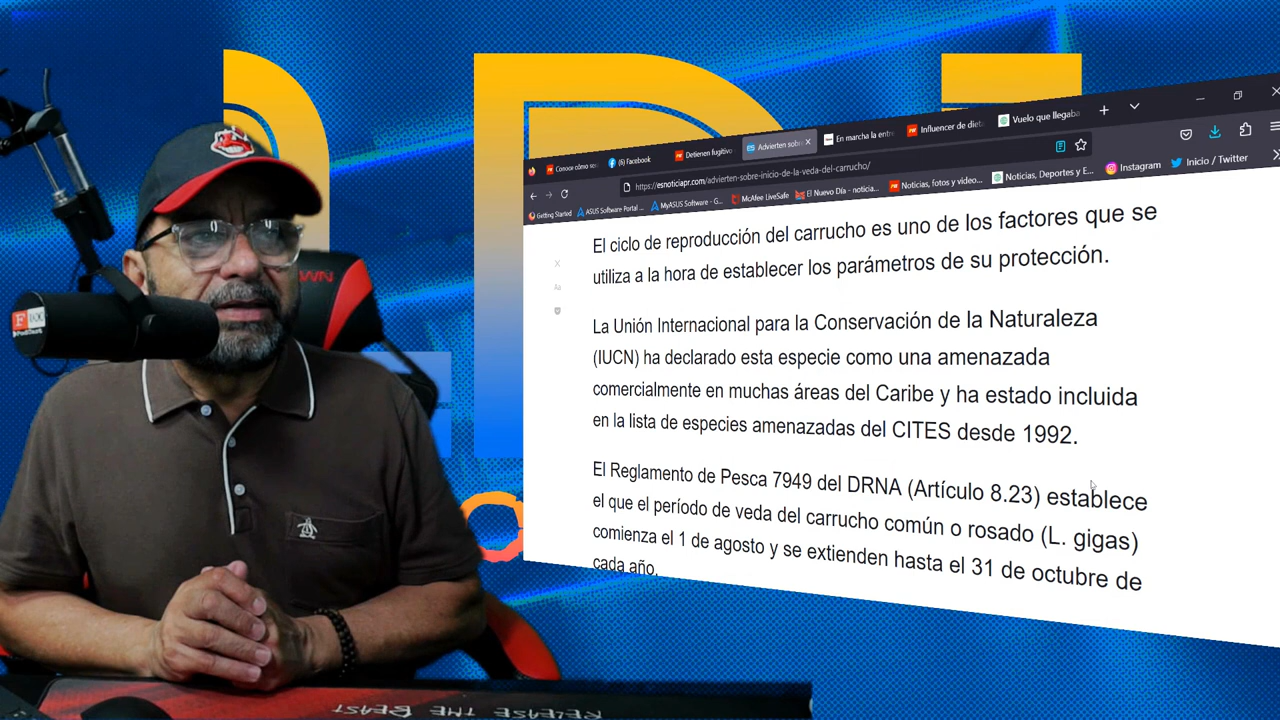 Conoce cómo se
(6) Facebook
Detienen fugitivo
Advierten sobre
En marcha la entre
Influencer de dieta
Vuelo que llegaba
https://esnoticiapr.com/advierten-sobre-inicio-de-la-veda-del-carrucho/
Getting Started
ASUS Software Portal ...
MyASUS Software - G...
McAfee LiveSafe
El Nuevo Día - noticia...
Noticias, fotos y video...
Noticias, Deportes y E...
Instagram
Inicio / Twitter
El ciclo de reproducción del carrucho es uno de los factores que se
utiliza a la hora de establecer los parámetros de su protección.
Aa
La Unión Internacional para la Conservación de la Naturaleza
(IUCN) ha declarado esta especie como una amenazada
comercialmente en muchas áreas del Caribe y ha estado incluida
en la lista de especies amenazadas del CITES desde 1992.
El Reglamento de Pesca 7949 del DRNA (Artículo 8.23) establece
el que el período de veda del carrucho común o rosado (L. gigas)
comienza el 1 de agosto y se extienden hasta el 31 de octubre de
cada año.
RELEASE THE BEAST